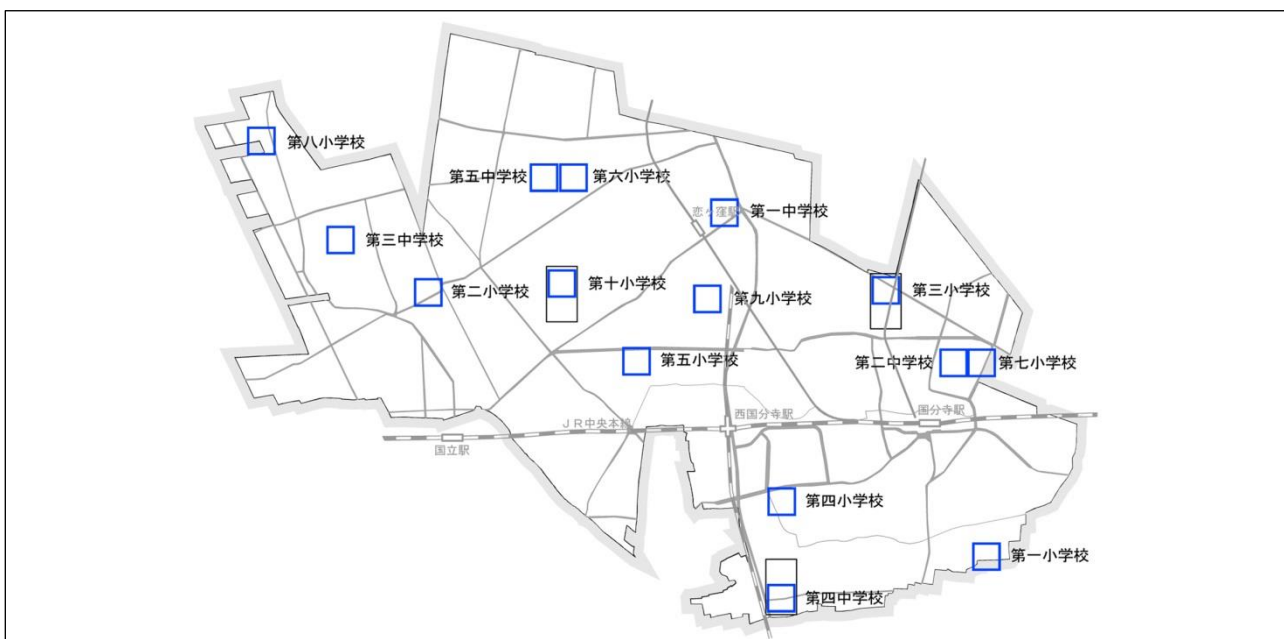 第八小学校
第五中学校
第六小学校
第一中学校
恋ヶ窪駅
第三中学校
第二小学校
第十小学校
第九小学校
第三小学校
第五小学校
第二中学校
第七小学校
西国分寺駅
国分寺駅
JR中央本線
国立駅
第四小学校
第一小学校
第四中学校